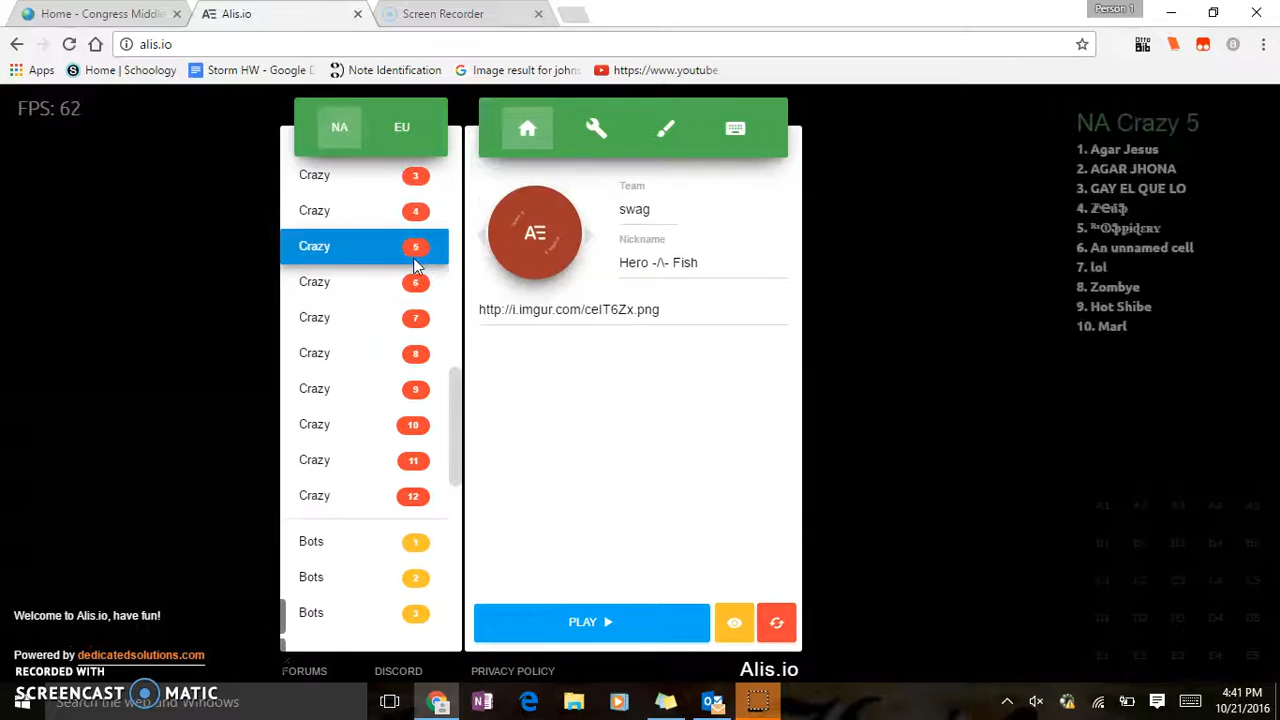 Home - Congress Middle
Alis.io
Screen Recorder
Person 1
alis.io
Apps
Home | Schoology
Storm HW - Google D
Note Identification
Image result for johns
https://www.youtube
FPS: 62
NA
EU
Crazy 3
Crazy 4
Crazy 5
Crazy 6
Crazy 7
Crazy 8
Crazy 9
Crazy 10
Crazy 11
Crazy 12
Bots 1
Bots 2
Bots 3
Team
swag
Nickname
Hero -/\- Fish
http://i.imgur.com/ceIT6Zx.png
PLAY
NA Crazy 5
1. Agar Jesus
2. AGAR JHONA
3. GAY EL QUE LO
4.
5.
6. An unnamed cell
7. lol
8. Zombye
9. Hot Shibe
10. Marl
Welcome to Alis.io, have fun!
Powered by dedicatedsolutions.com
FORUMS
DISCORD
PRIVACY POLICY
Alis.io
RECORDED WITH
SCREENCAST MATIC
Search the web and Windows
4:41 PM
10/21/2016